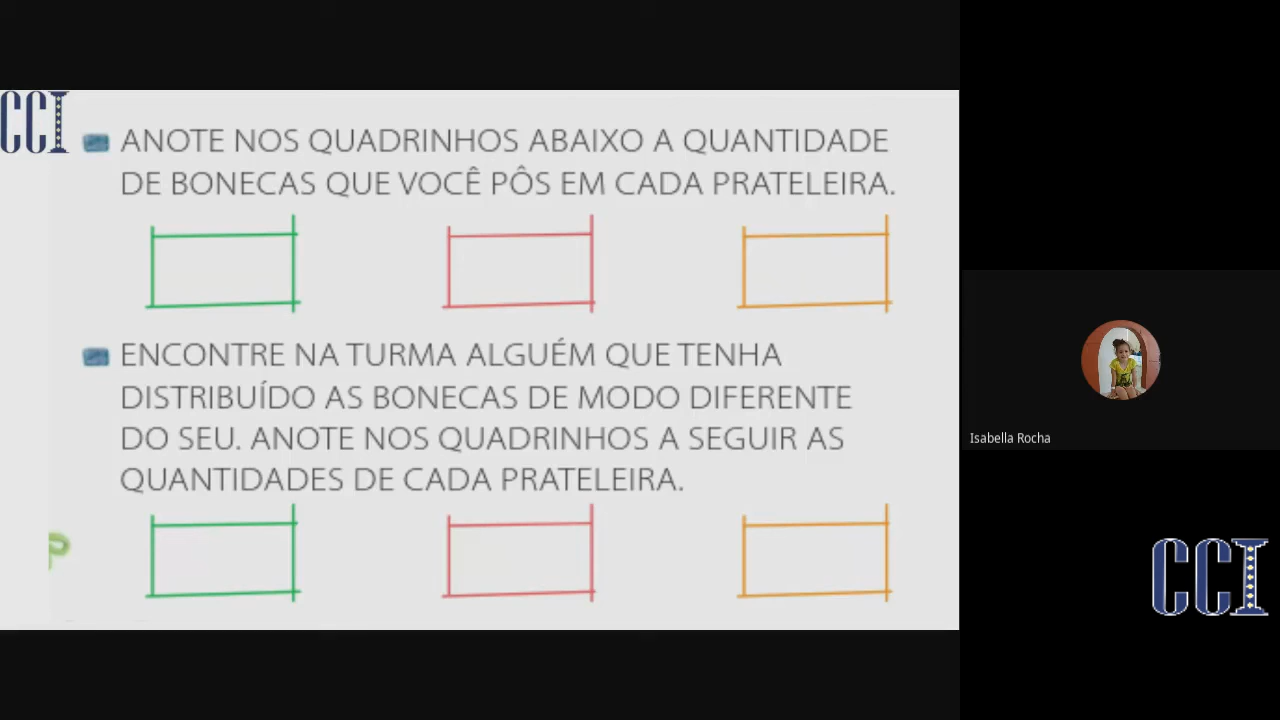 CCI
ANOTE NOS QUADRINHOS ABAIXO A QUANTIDADE
DE BONECAS QUE VOCÊ PÔS EM CADA PRATELEIRA.
ENCONTRE NA TURMA ALGUÉM QUE TENHA
DISTRIBUÍDO AS BONECAS DE MODO DIFERENTE
DO SEU. ANOTE NOS QUADRINHOS A SEGUIR AS
QUANTIDADES DE CADA PRATELEIRA.
Isabella Rocha
CCI